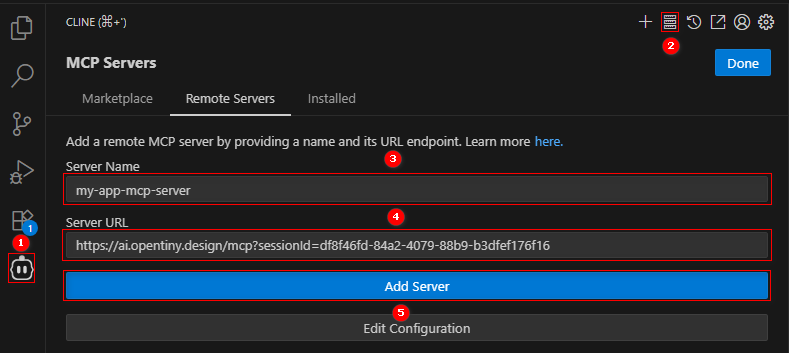 CLINE (⌘+')
2
MCP Servers
Done
Marketplace
Remote Servers
Installed
Add a remote MCP server by providing a name and its URL endpoint. Learn more here.
3
Server Name
my-app-mcp-server
4
Server URL
1
1
https://ai.opentiny.design/mcp?sessionId=df8f46fd-84a2-4079-88b9-b3dfef176f16
Add Server
5
Edit Configuration